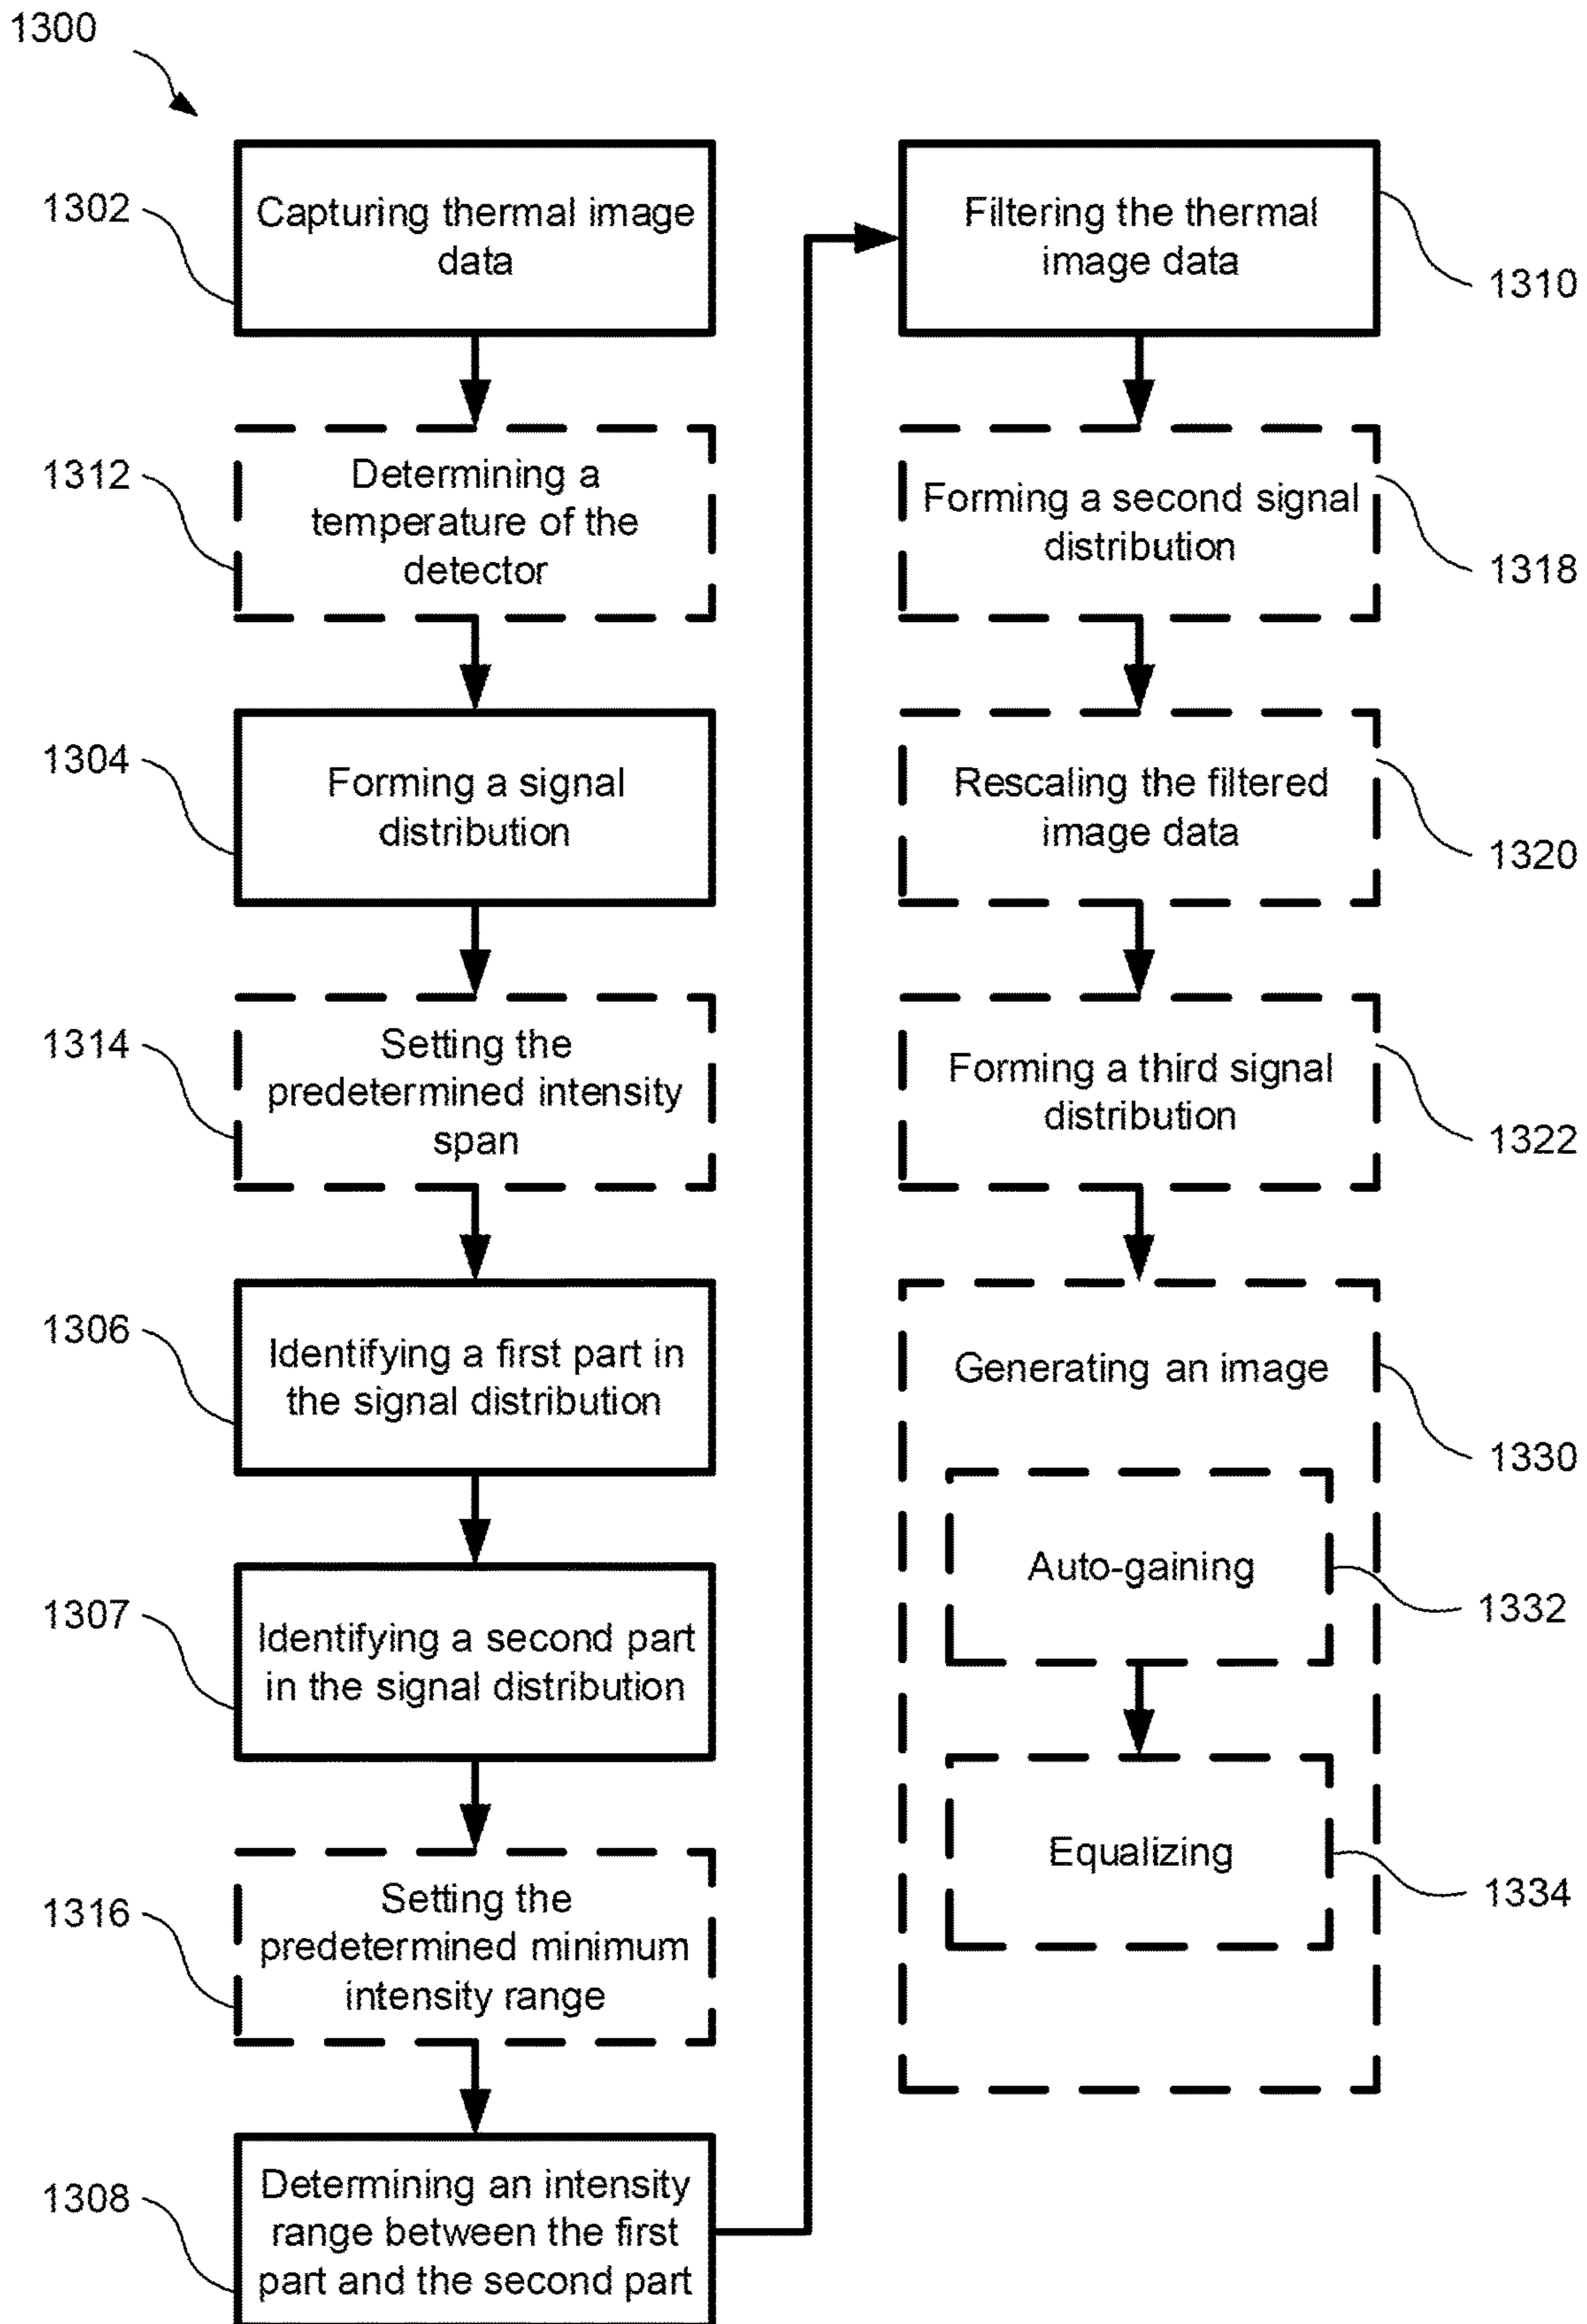 1300
1302
Capturing thermal image
data
1312
Determining a
temperature of the
detector
1304
Forming a signal
distribution
1314
Setting the
predetermined intensity
span
1306
Identifying a first part in
the signal distribution
1307
Identifying a second part
in the signal distribution
1316
Setting the
predetermined minimum
intensity range
1308
Determining an intensity
range between the first
part and the second part
Filtering the thermal
image data
1310
Forming a second signal
distribution
1318
Rescaling the filtered
image data
1320
Forming a third signal
distribution
1322
Generating an image
1330
Auto-gaining
1332
Equalizing
1334